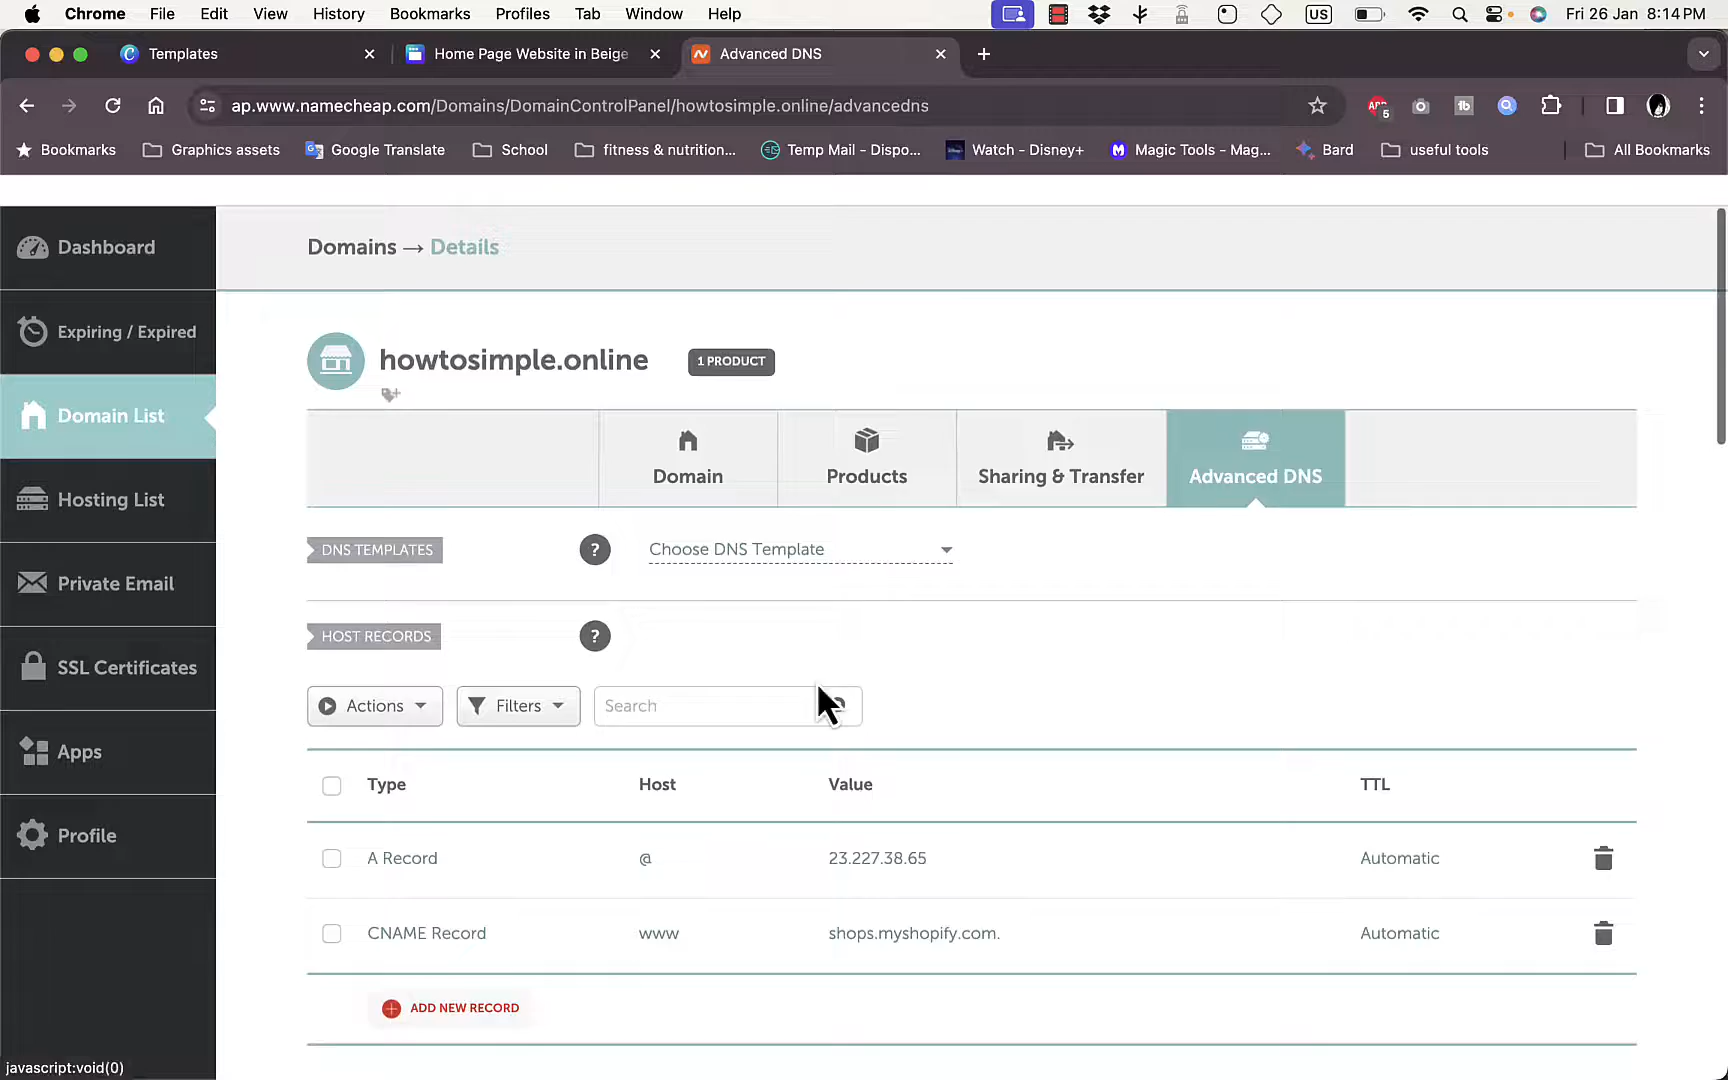 Chrome File Edit View History Bookmarks Profiles Tab Window Help US Fri 26 Jan 8:14 PM
Templates Home Page Website in Beige Advanced DNS
ap.www.namecheap.com/Domains/DomainControlPanel/howtosimple.online/advanceddns ABP 5 tb
Bookmarks Graphics assets Google Translate School fitness & nutrition... Temp Mail - Dispo... Watch - Disney+ Magic Tools - Mag... Bard useful tools All Bookmarks
Dashboard
Expiring / Expired
Domain List
Hosting List
Private Email
SSL Certificates
Apps
Profile
Domains → Details
howtosimple.online 1 PRODUCT
Domain Products Sharing & Transfer Advanced DNS
DNS TEMPLATES ? Choose DNS Template
HOST RECORDS ?
Actions Filters Search
Type Host Value TTL
A Record @ 23.227.38.65 Automatic
CNAME Record www shops.myshopify.com. Automatic
ADD NEW RECORD
javascript:void(0)